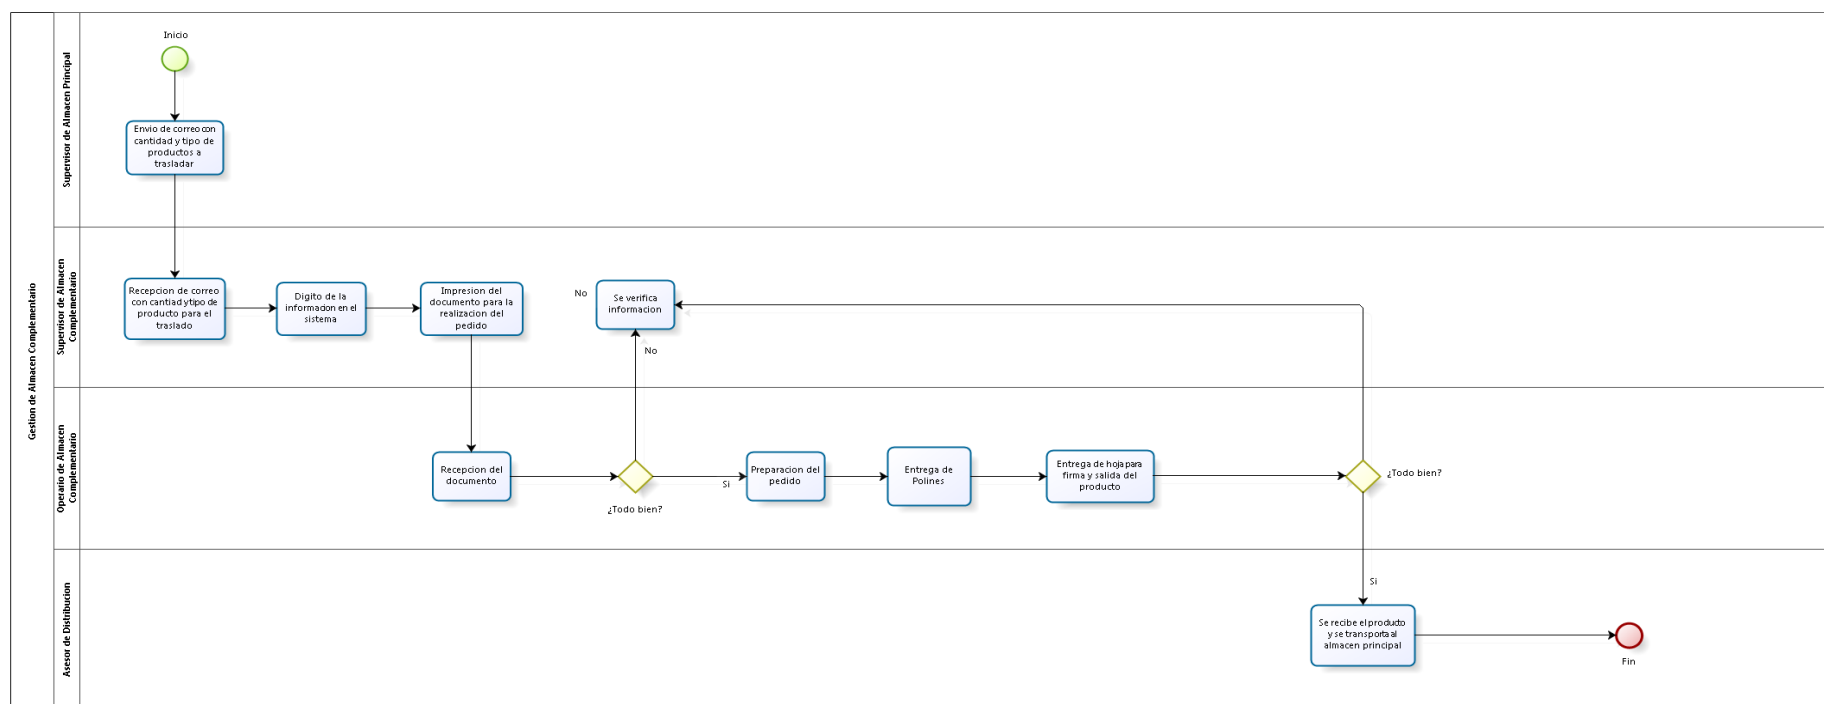 Gestion de Almacen Complementario
Supervisor de Almacen Principal
Inicio
Envio de correo con
cantidad y tipo de
productos a
trasladar
Supervisor de Almacen
Complementario
Recepcion de correo
con cantiad y tipo de
producto para el
traslado
Digito de la
informacion en el
sistema
Impresion del
documento para la
realizacion del
pedido
No
Se verifica
informacion
No
Operario de Almacen
Complementario
Recepcion del
documento
¿Todo bien?
Si
Preparacion del
pedido
Entrega de
Polines
Entrega de hoja para
firma y salida del
producto
¿Todo bien?
Asesor de Distribucion
Si
Se recibe el producto
y se transporta al
almacen principal
Fin